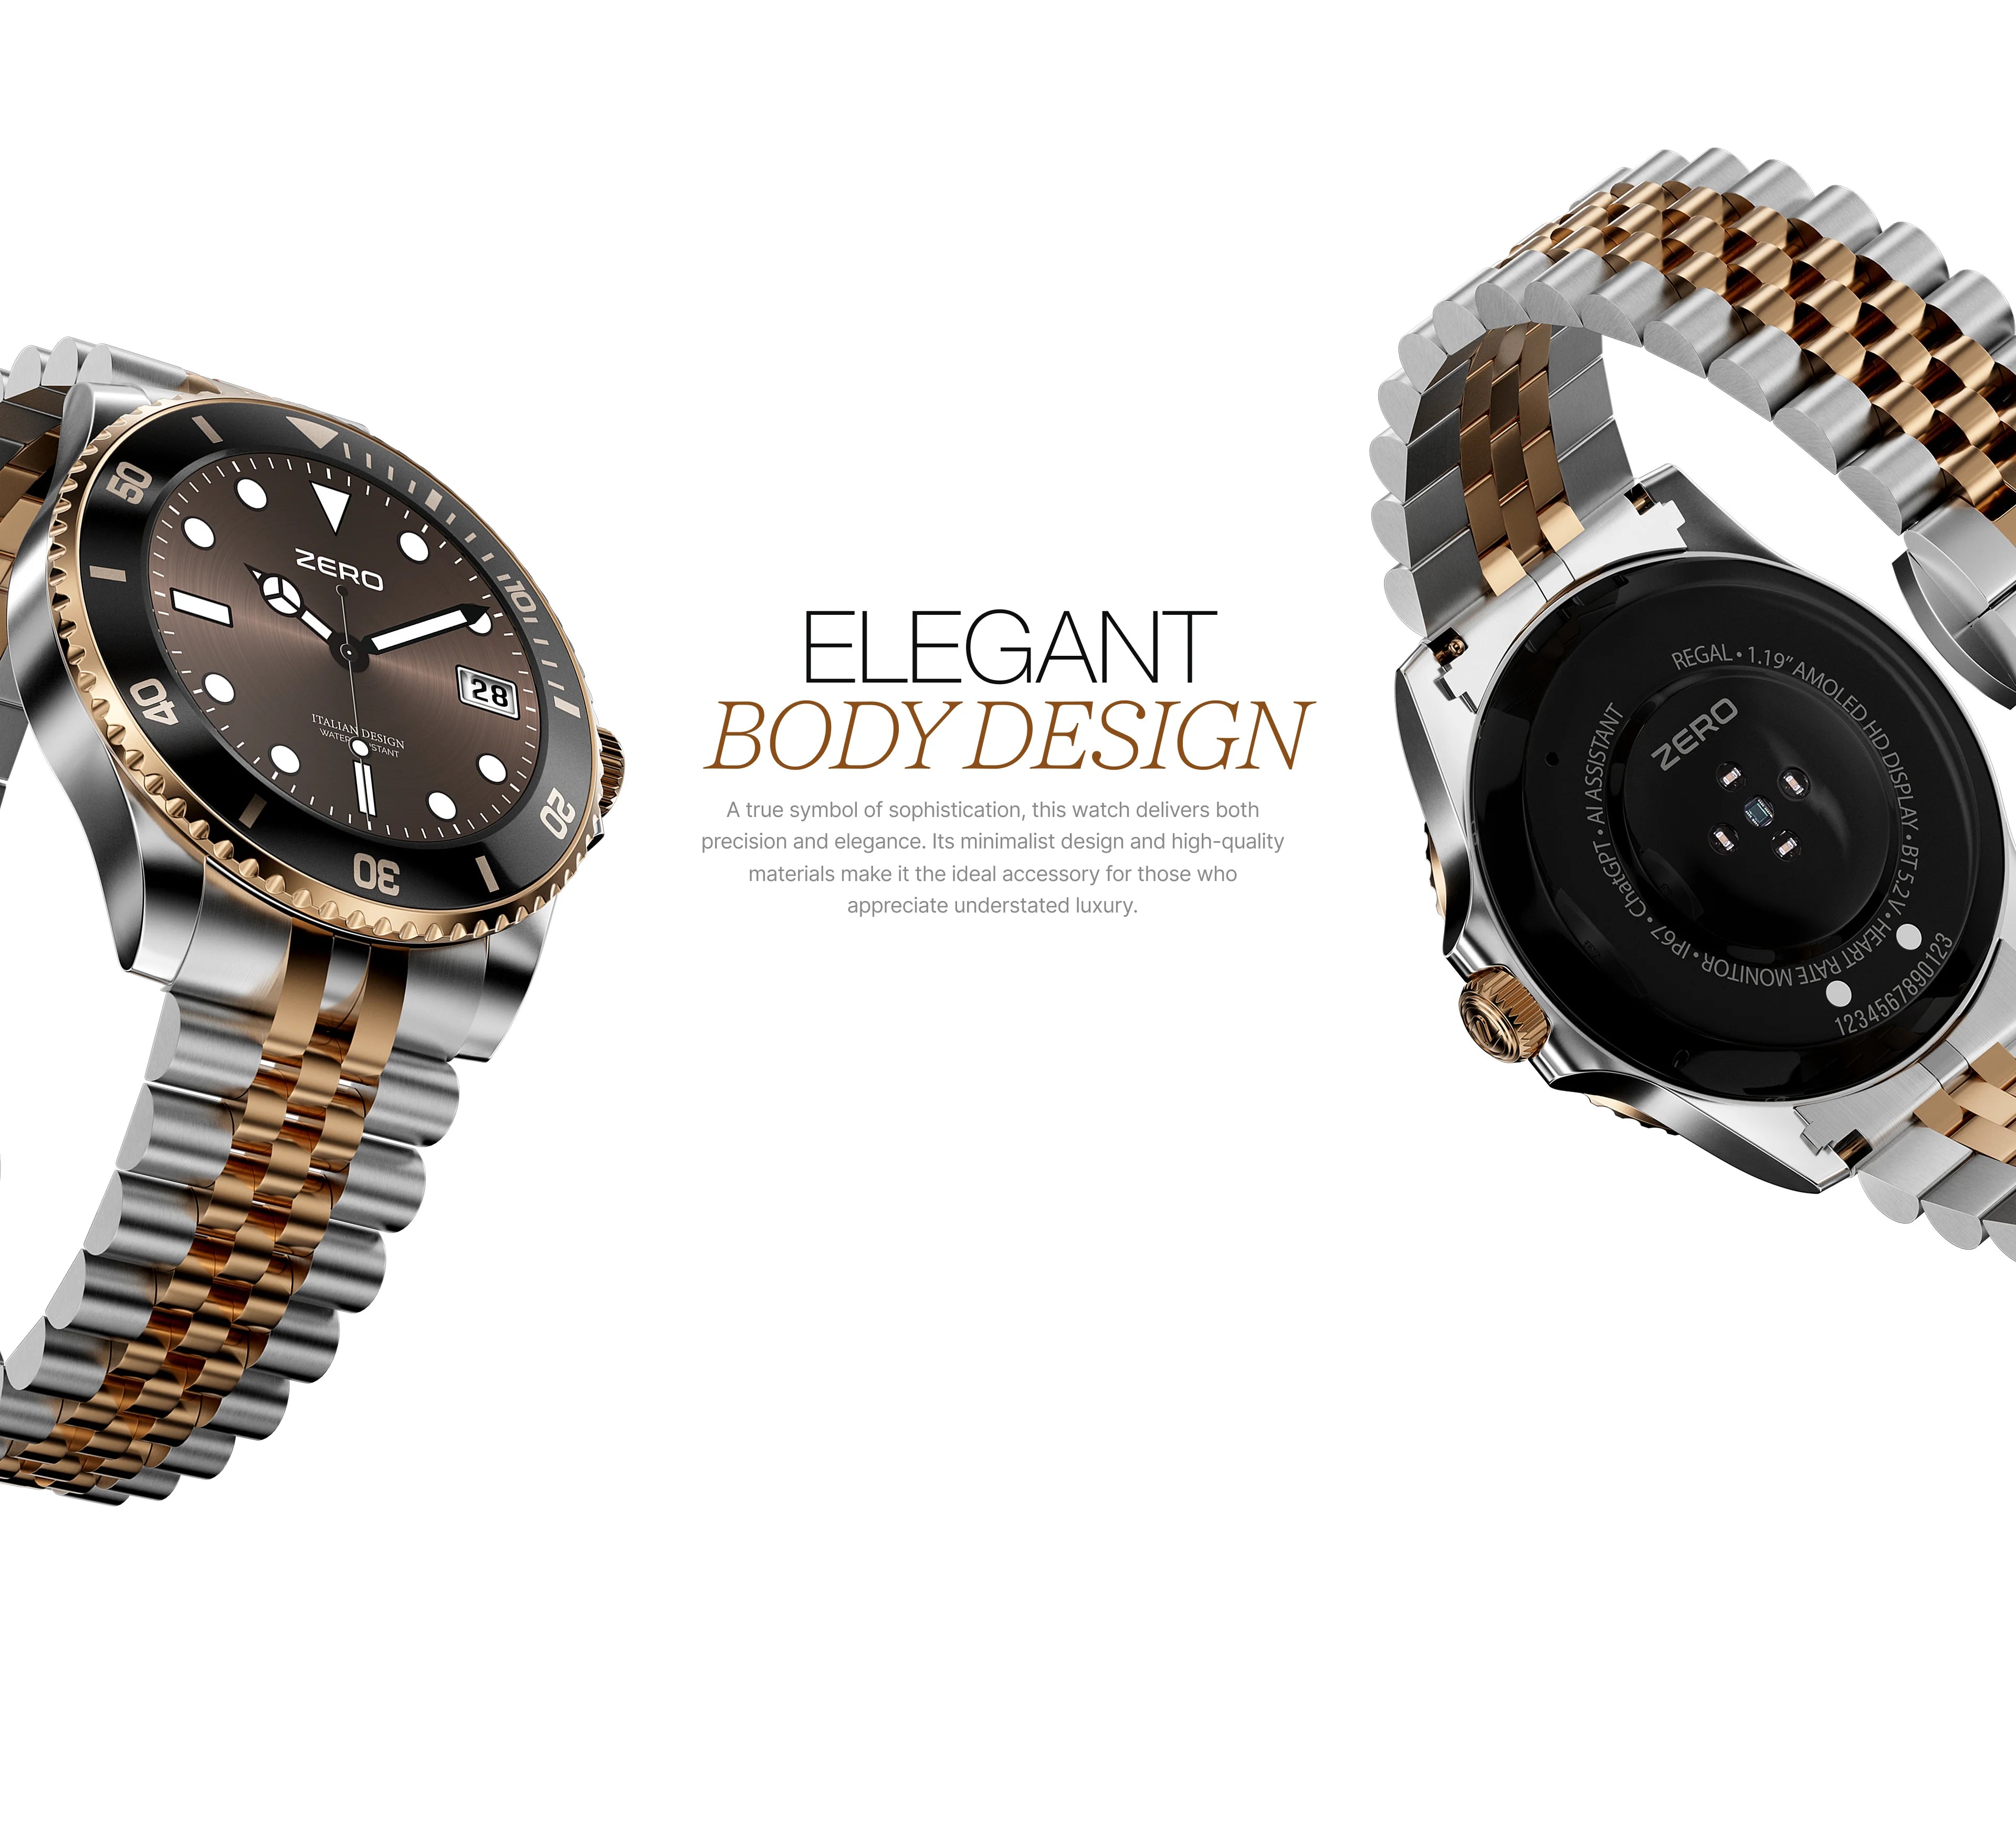 50
10
ZERO
28
40
ITALIAN DESIGN
20
30
ELEGANT
BODY DESIGN
A true symbol of sophistication, this watch delivers both
precision and elegance. Its minimalist design and high-quality
materials make it the ideal accessory for those who
appreciate understated luxury.
REGAL • 1.19” AMOLED HD DISPLAY • BT 5.2V • HEART RATE MONITOR • IP67 • ChatGPT • AI ASSISTANT
ZERO
1234567890123